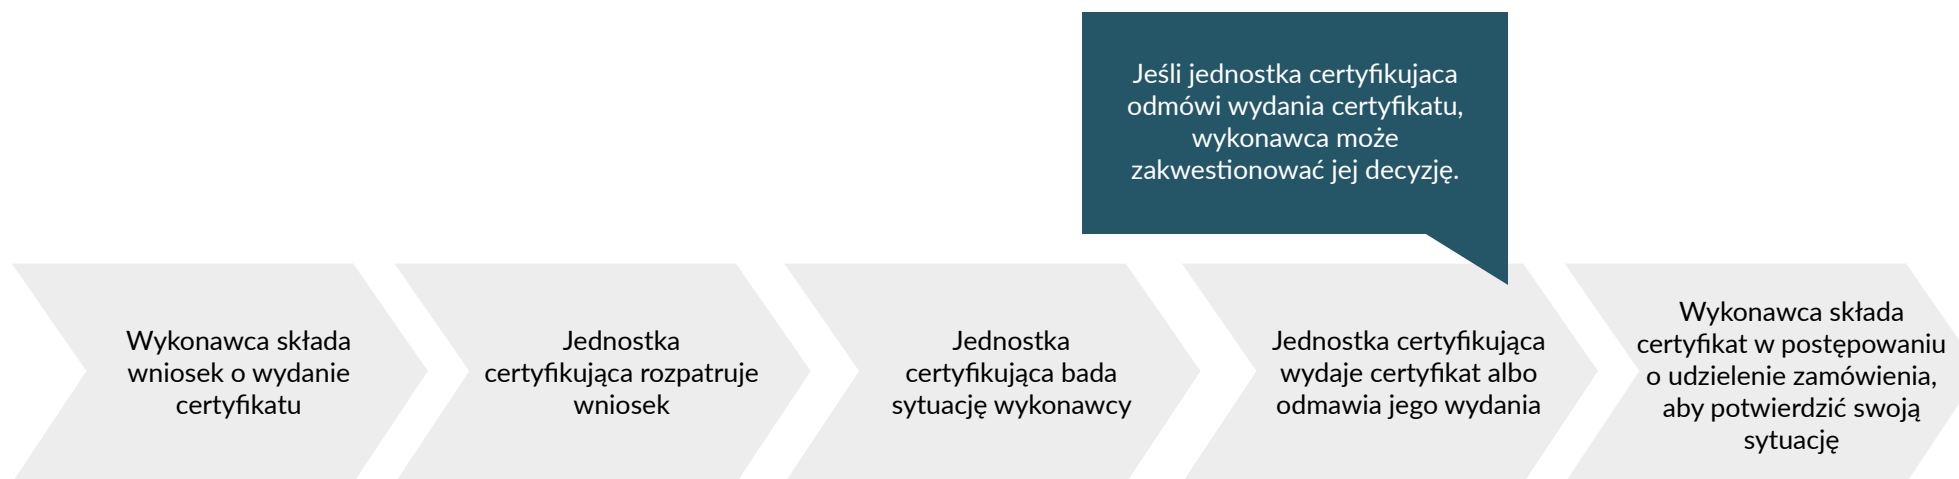 Jeśli jednostka certyfikujaca
odmówi wydania certyfikatu,
wykonawca może
zakwestionować jej decyzję.
Wykonawca składa
wniosek o wydanie
certyfikatu
Jednostka
certyfikująca rozpatruje
wniosek
Jednostka
certyfikująca bada
sytuację wykonawcy
Jednostka certyfikująca
wydaje certyfikat albo
odmawia jego wydania
Wykonawca składa
certyfikat w postępowaniu
o udzielenie zamówienia,
aby potwierdzić swoją
sytuację